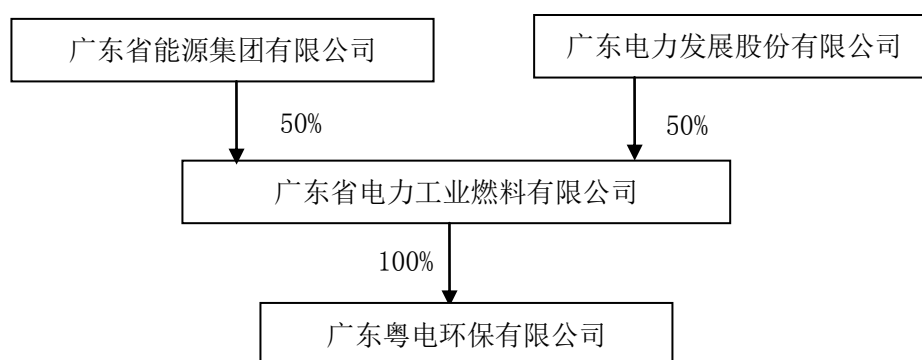 广东省能源集团有限公司
广东电力发展股份有限公司
50%
50%
广东省电力工业燃料有限公司
100%
广东粤电环保有限公司